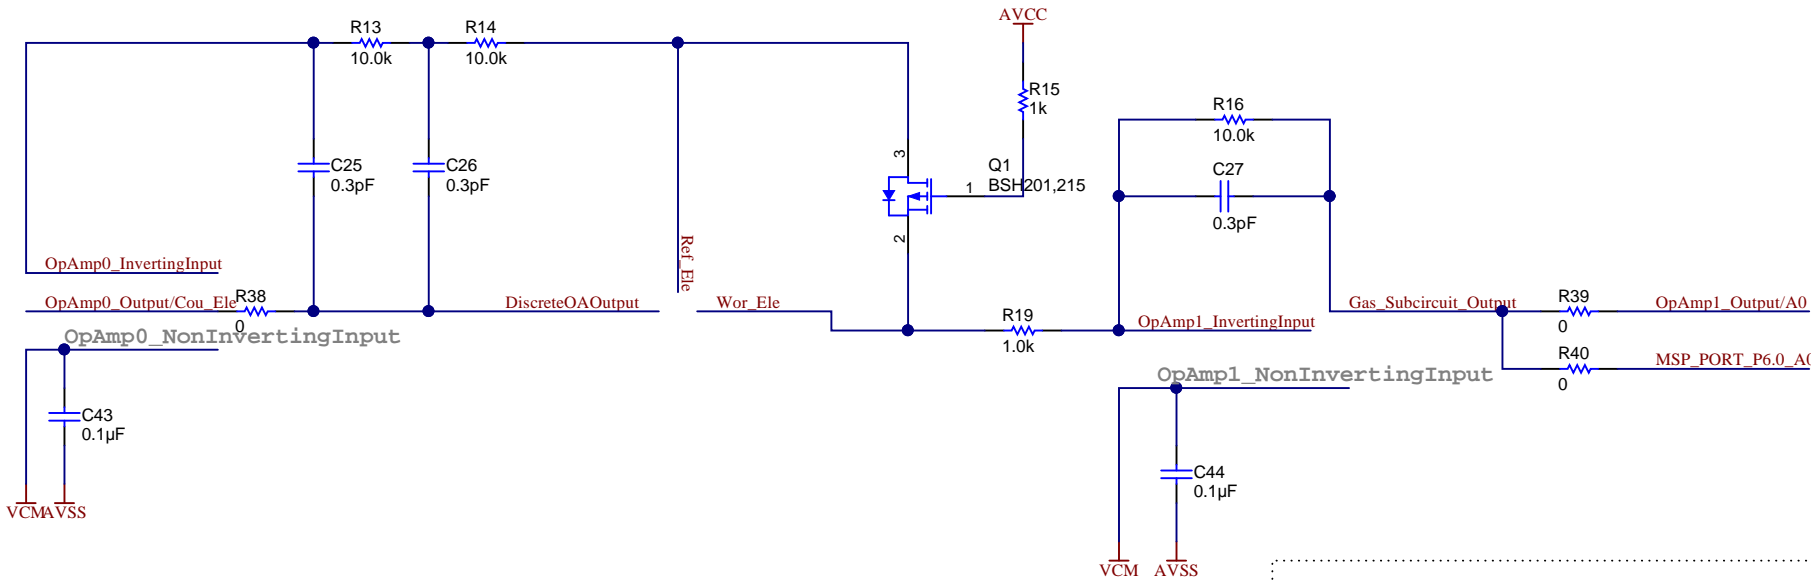 AVCC
R13
10.0k
R14
10.0k
R15
1k
R16
10.0k
C25
0.3pF
C26
0.3pF
3
1
2
Q1
BSH201,215
C27
0.3pF
OpAmp0_InvertingInput
Ref_Ele
OpAmp0_Output/Cou_Ele
R38
0
DiscreteOAOutput
Wor_Ele
R19
1.0k
OpAmp1_InvertingInput
Gas_Subcircuit_Output
R39
0
OpAmp1_Output/A0
OpAmp0_NonInvertingInput
R40
0
MSP_PORT_P6.0_A0
OpAmp1_NonInvertingInput
C43
0.1µF
VCM
AVSS
C44
0.1µF
VCM
AVSS